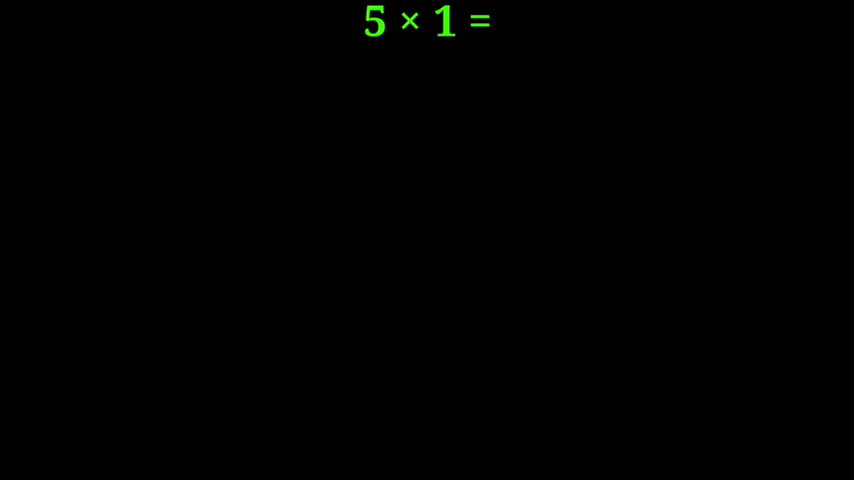 5 × 1 =